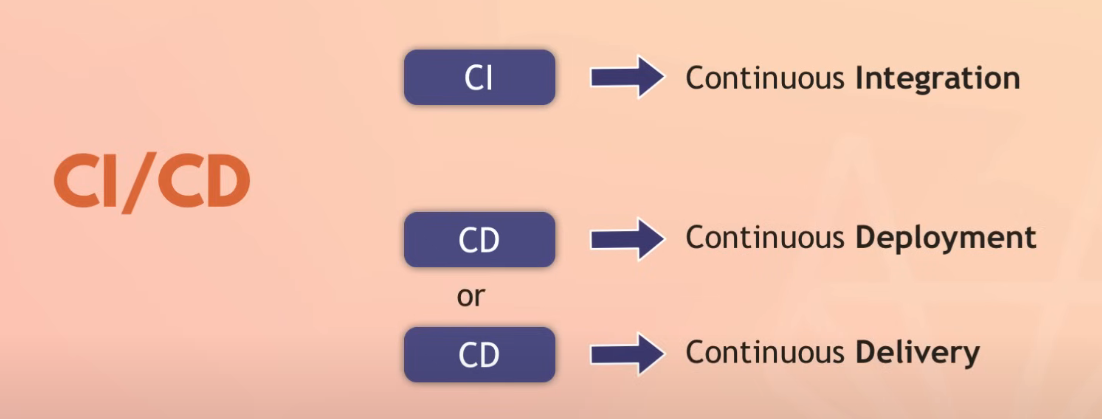 CI/CD
CI Continuous Integration
CD Continuous Deployment
or
CD Continuous Delivery